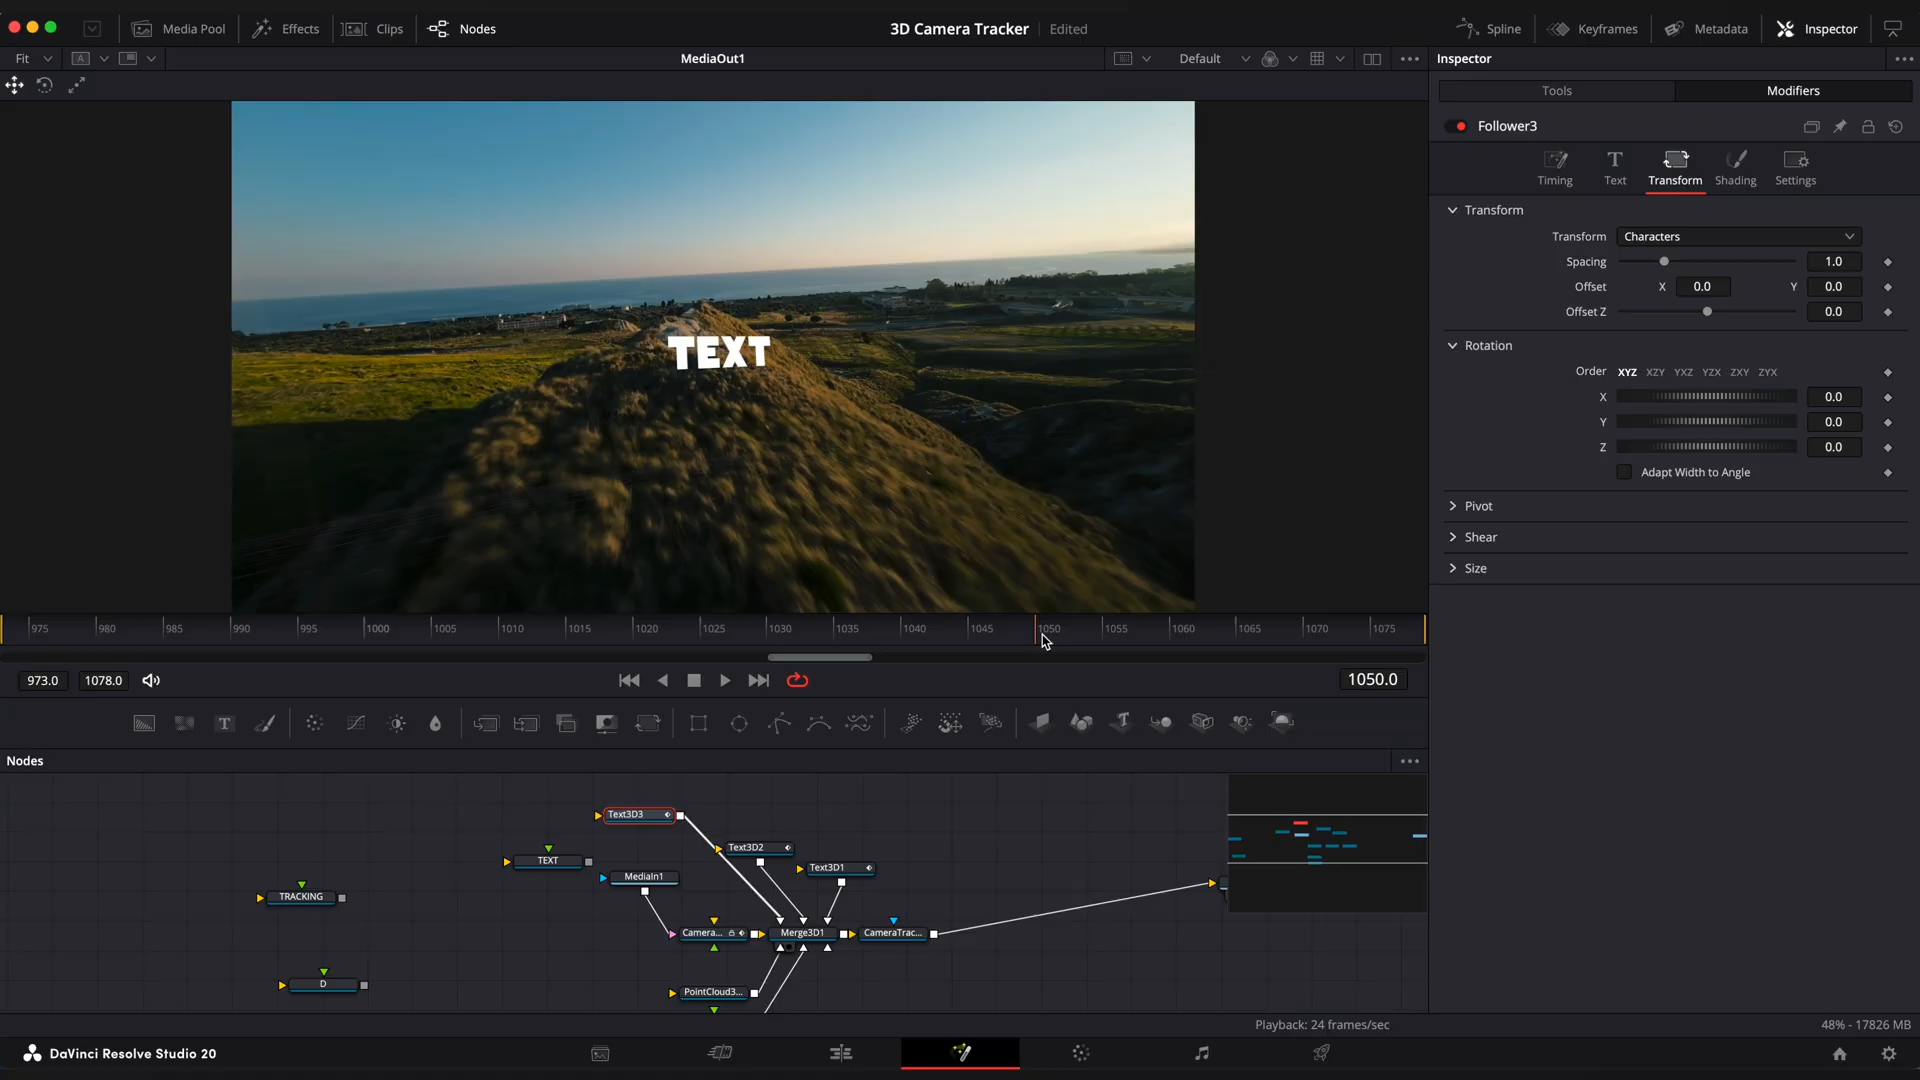 Media Pool
Effects
Clips
Nodes
3D Camera Tracker
Edited
Spline
Keyframes
Metadata
Inspector
Fit
A
MediaOut1
Default
Inspector
Tools
Modifiers
Follower3
Timing
Text
Transform
Shading
Settings
Transform
Transform
Characters
Spacing
1.0
Offset
X
0.0
Y
0.0
Offset Z
0.0
Rotation
Order
XYZ
XZY
YXZ
YZX
ZXY
ZYX
X
0.0
Y
0.0
Z
0.0
Adapt Width to Angle
Pivot
Shear
Size
TEXT
975
980
985
990
995
1000
1005
1010
1015
1020
1025
1030
1035
1040
1045
1050
1055
1060
1065
1070
1075
973.0
1078.0
1050.0
T
Nodes
Text3D3
TEXT
Text3D2
MediaIn1
Text3D1
TRACKING
Camera...
Merge3D1
CameraTrac...
D
PointCloud3...
Playback: 24 frames/sec
48% - 17826 MB
DaVinci Resolve Studio 20